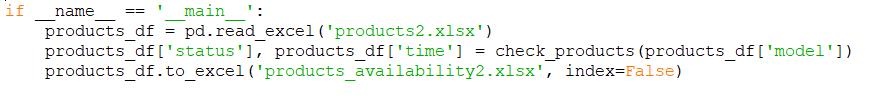 if __name__ == '__main__':
    products_df = pd.read_excel('products2.xlsx')
    products_df['status'], products_df['time'] = check_products(products_df['model'])
    products_df.to_excel('products_availability2.xlsx', index=False)